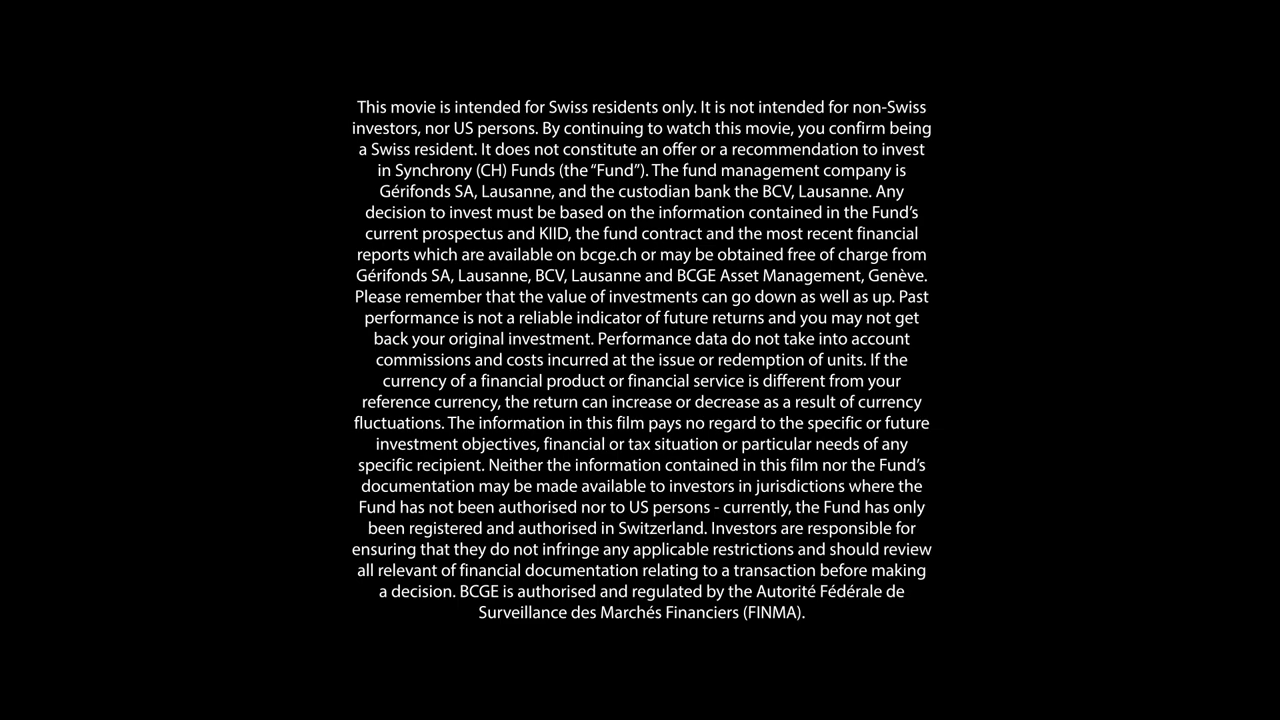 This movie is intended for Swiss residents only. It is not intended for non-Swiss
investors, nor US persons. By continuing to watch this movie, you confirm being
a Swiss resident. It does not constitute an offer or a recommendation to invest
in Synchrony (CH) Funds (the “Fund”). The fund management company is
Gérifonds SA, Lausanne, and the custodian bank the BCV, Lausanne. Any
decision to invest must be based on the information contained in the Fund’s
current prospectus and KIID, the fund contract and the most recent financial
reports which are available on bcge.ch or may be obtained free of charge from
Gérifonds SA, Lausanne, BCV, Lausanne and BCGE Asset Management, Genève.
Please remember that the value of investments can go down as well as up. Past
performance is not a reliable indicator of future returns and you may not get
back your original investment. Performance data do not take into account
commissions and costs incurred at the issue or redemption of units. If the
currency of a financial product or financial service is different from your
reference currency, the return can increase or decrease as a result of currency
fluctuations. The information in this film pays no regard to the specific or future
investment objectives, financial or tax situation or particular needs of any
specific recipient. Neither the information contained in this film nor the Fund’s
documentation may be made available to investors in jurisdictions where the
Fund has not been authorised nor to US persons - currently, the Fund has only
been registered and authorised in Switzerland. Investors are responsible for
ensuring that they do not infringe any applicable restrictions and should review
all relevant of financial documentation relating to a transaction before making
a decision. BCGE is authorised and regulated by the Autorité Fédérale de
Surveillance des Marchés Financiers (FINMA).